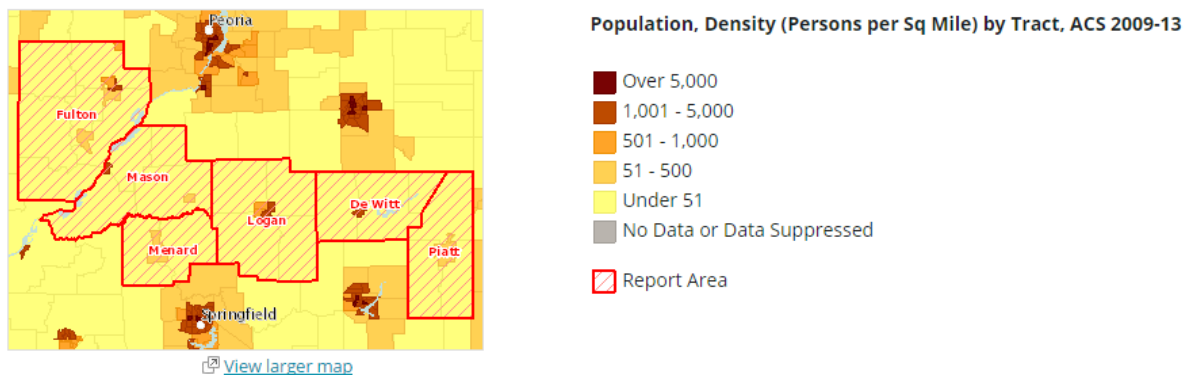 Peoria
Fulton
Mason
Logan
De Witt
Menard
Piatt
Springfield
View larger map
Population, Density (Persons per Sq Mile) by Tract, ACS 2009-13
Over 5,000
1,001 - 5,000
501 - 1,000
51 - 500
Under 51
No Data or Data Suppressed
Report Area